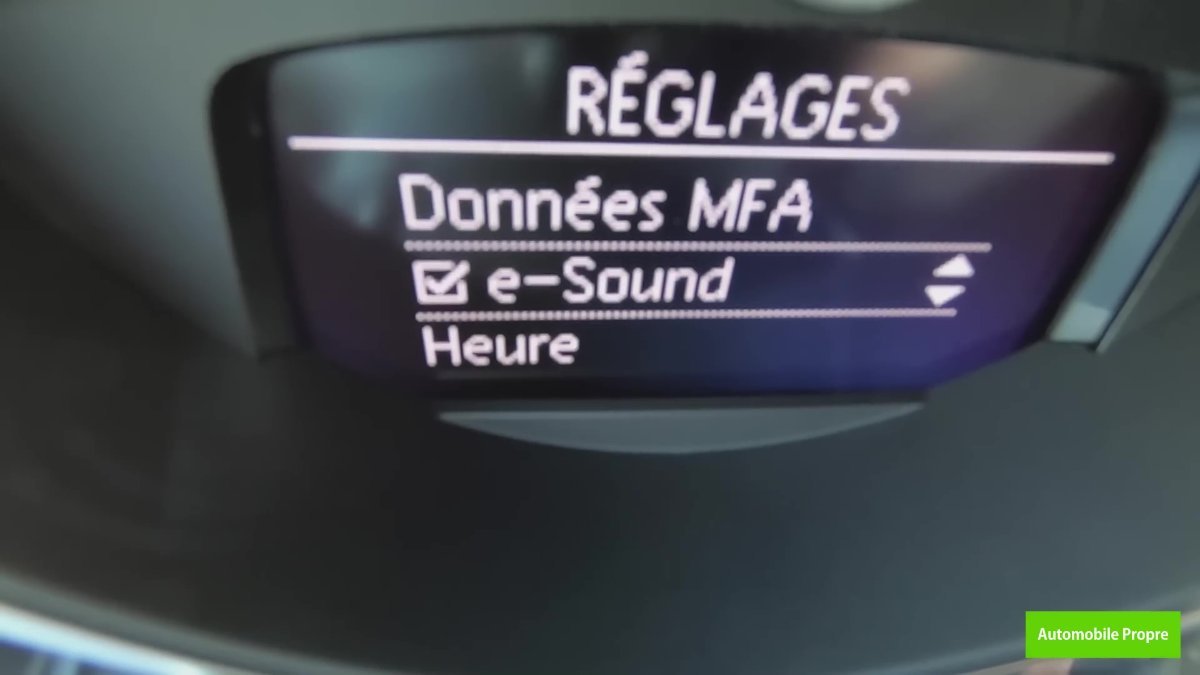 RÉGLAGES
Données MFA
e-Sound
Heure
Automobile Propre